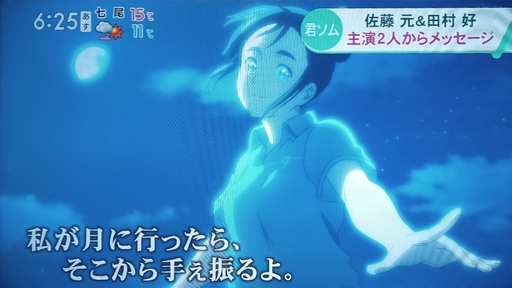 6:25
あす
七尾
15℃
11℃
君ソム
佐藤 元&田村 好
主演2人からメッセージ
私が月に行ったら、
そこから手ぇ振るよ。